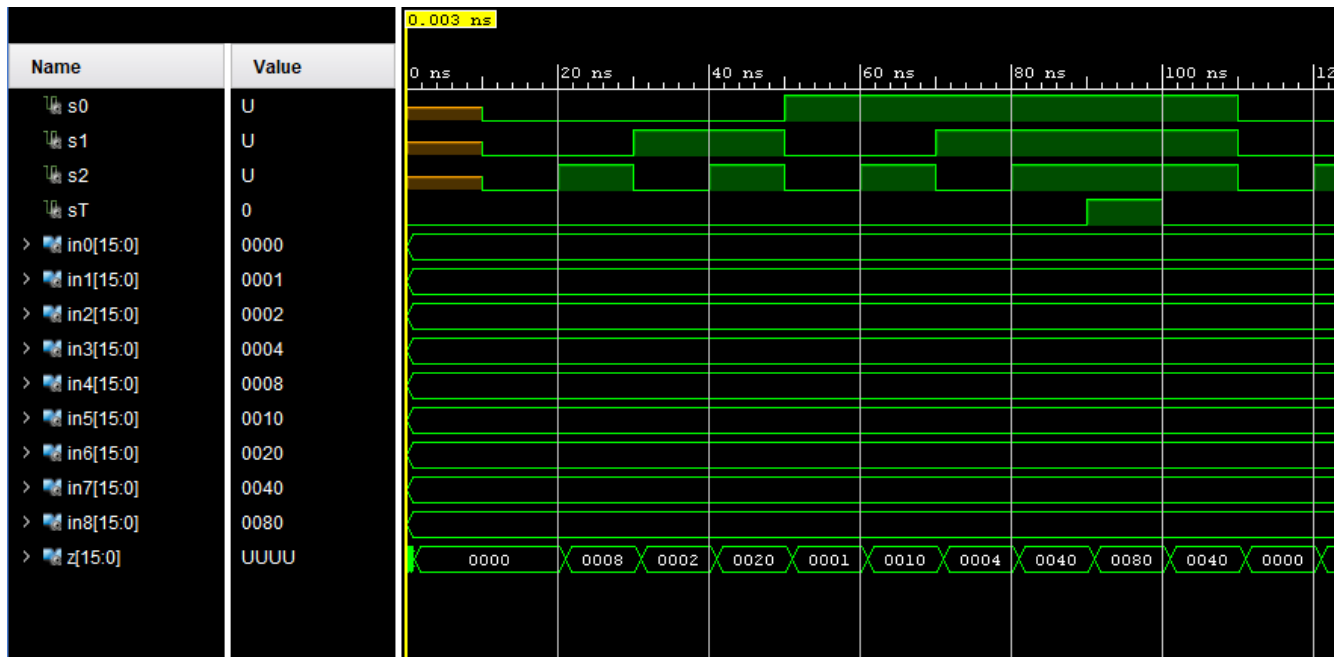 0.003 ns
Name Value
0 ns 20 ns 40 ns 60 ns 80 ns 100 ns 12
s0 U
s1 U
s2 U
sT 0
in0[15:0] 0000
in1[15:0] 0001
in2[15:0] 0002
in3[15:0] 0004
in4[15:0] 0008
in5[15:0] 0010
in6[15:0] 0020
in7[15:0] 0040
in8[15:0] 0080
z[15:0] UUUU 0000 0008 0002 0020 0001 0010 0004 0040 0080 0040 0000